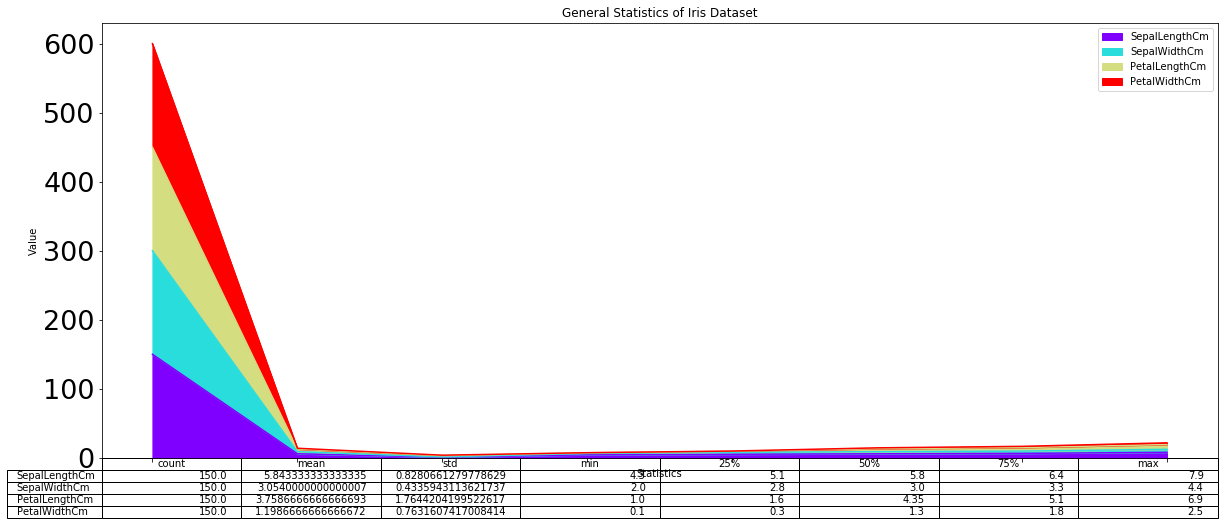 General Statistics of Iris Dataset
SepalLengthCm
SepalWidthCm
PetalLengthCm
PetalWidthCm
600
500
400
300
200
100
0
Value
count mean std min 25% 50% 75% max
Statistics
SepalLengthCm 150.0 5.843333333333335 0.8280661279778629 4.3 5.1 5.8 6.4 7.9
SepalWidthCm 150.0 3.0540000000000007 0.4335943113621737 2.0 2.8 3.0 3.3 4.4
PetalLengthCm 150.0 3.7586666666666693 1.7644204199522617 1.0 1.6 4.35 5.1 6.9
PetalWidthCm 150.0 1.1986666666666672 0.7631607417008414 0.1 0.3 1.3 1.8 2.5